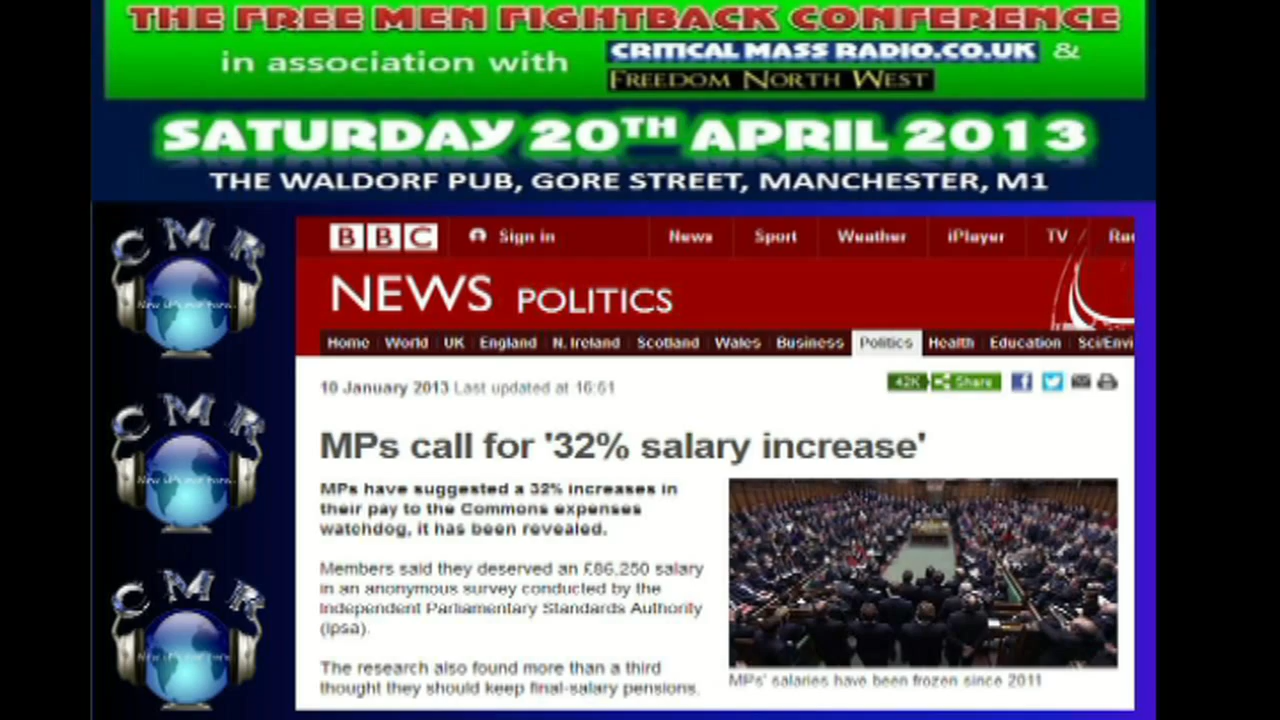 THE FREE MEN FIGHTBACK CONFERENCE
in association with CRITICAL MASS RADIO.CO.UK &
FREEDOM NORTH WEST
SATURDAY 20TH APRIL 2013
THE WALDORF PUB, GORE STREET, MANCHESTER, M1
CMR
CMR
CMR
BBC Sign in News Sport Weather iPlayer TV
NEWS POLITICS
Home World UK England N. Ireland Scotland Wales Business Politics Health Education Sci/Envi
10 January 2013 Last updated at 16:51
42K Share
MPs call for '32% salary increase'
MPs have suggested a 32% increases in
their pay to the Commons expenses
watchdog, it has been revealed.
Members said they deserved an £86,250 salary
in an anonymous survey conducted by the
Independent Parliamentary Standards Authority
(Ipsa).
The research also found more than a third
thought they should keep final-salary pensions.
MPs' salaries have been frozen since 2011